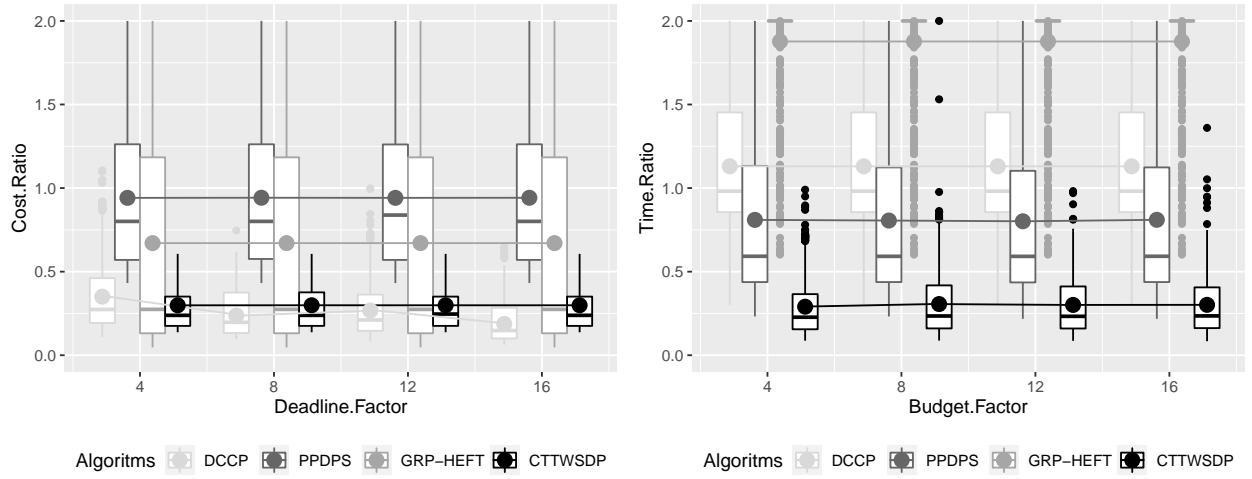 2.0
1.5
1.0
0.5
0.0
Cost.Ratio
4 8 12 16
Deadline.Factor
Algoritms DCCP PPDPS GRP−HEFT CTTWSDP
2.0
1.5
1.0
0.5
0.0
Time.Ratio
4 8 12 16
Budget.Factor
Algoritms DCCP PPDPS GRP−HEFT CTTWSDP